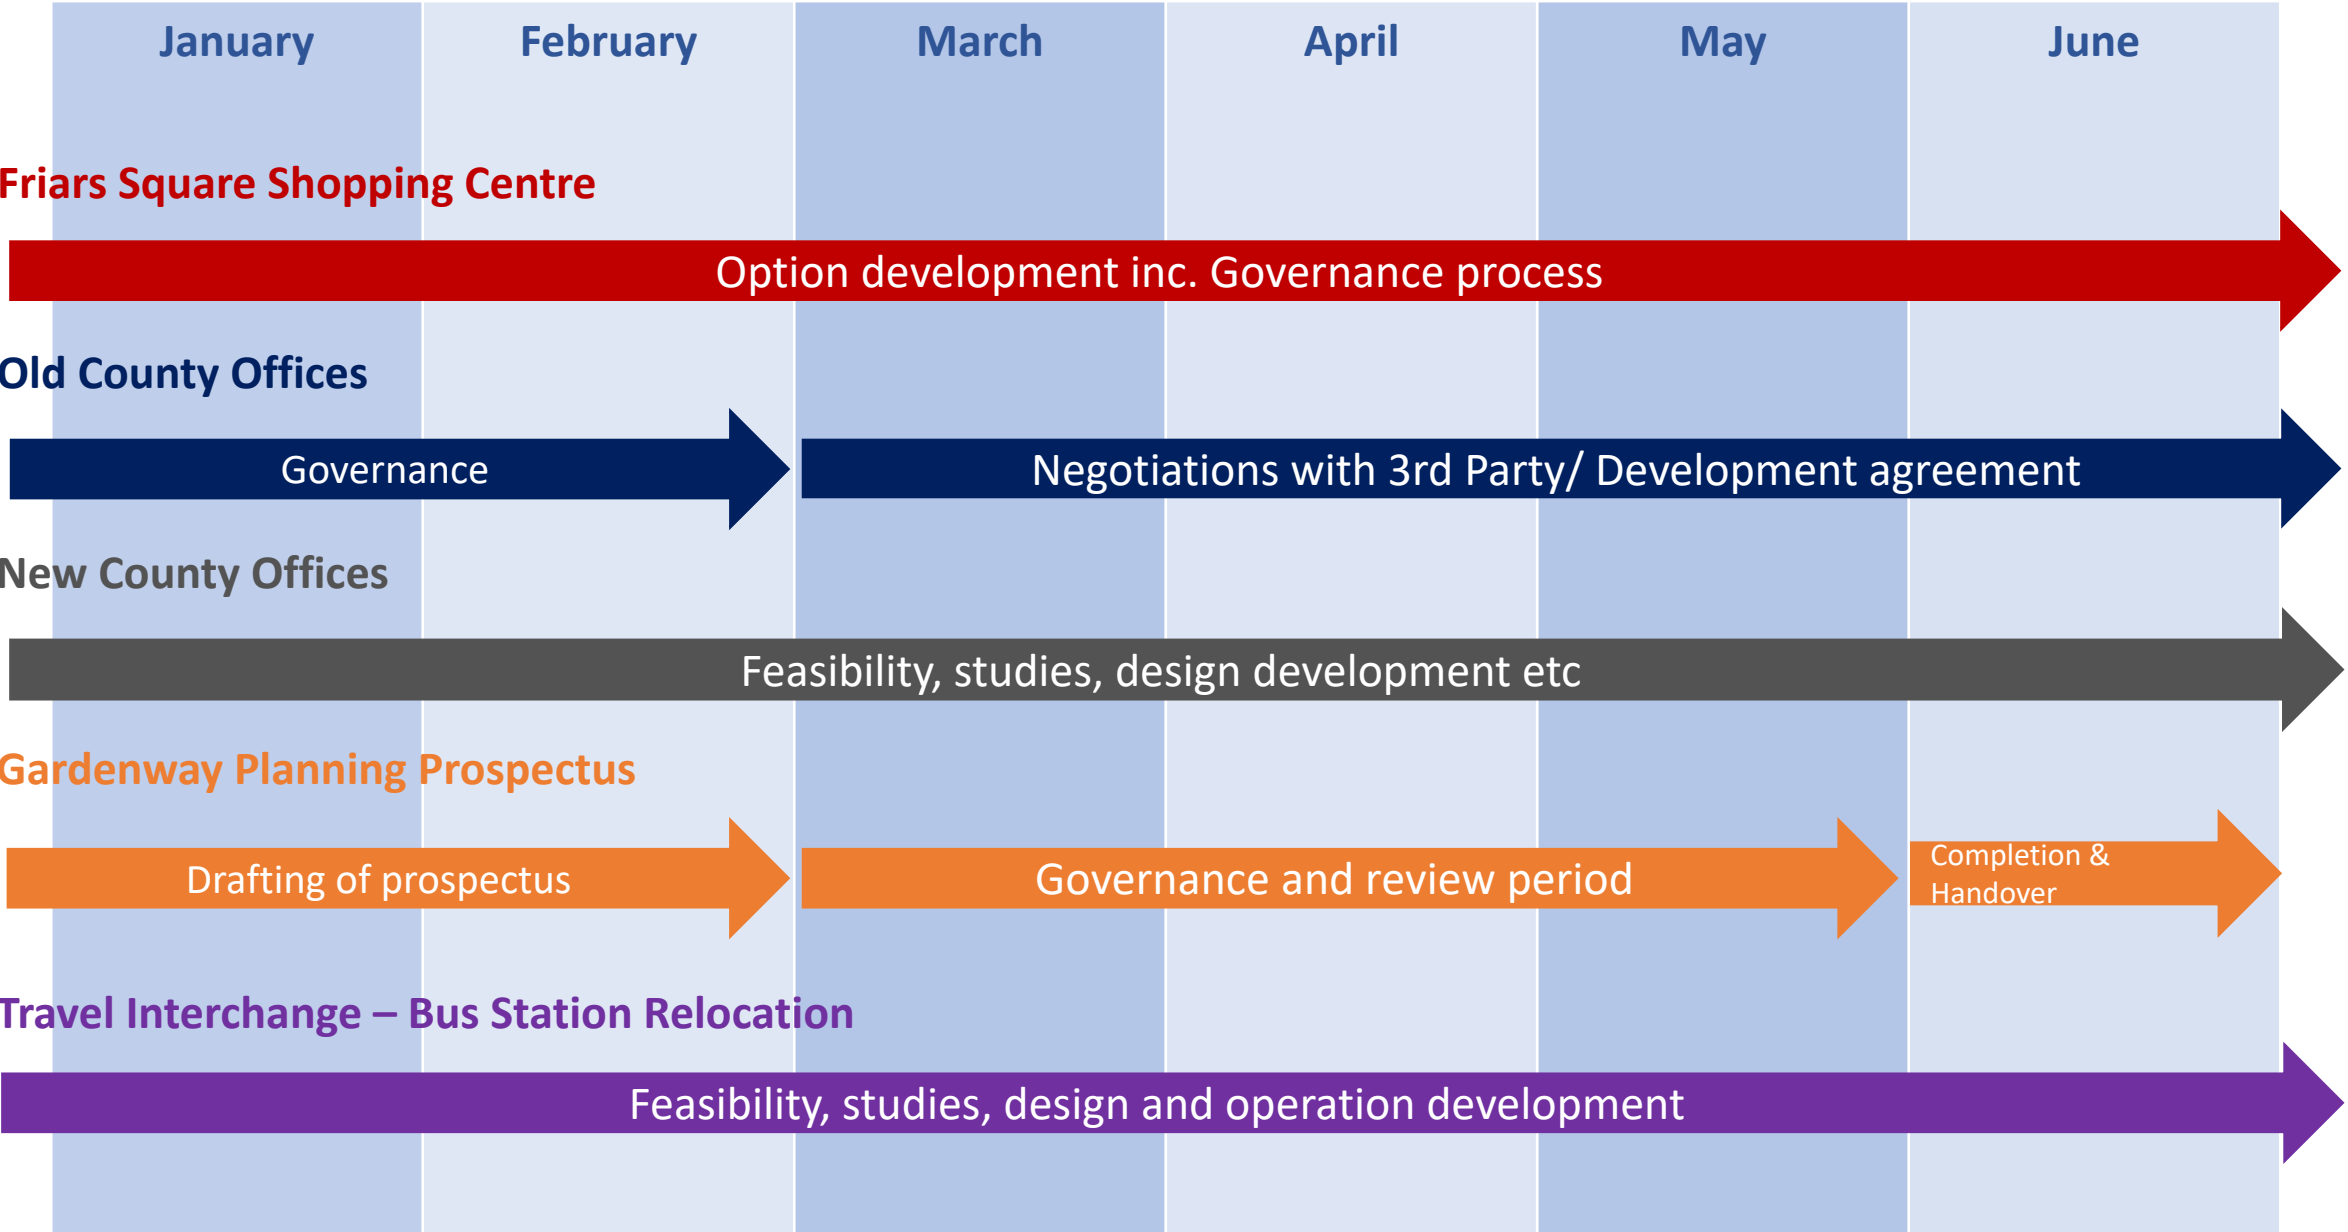 January February March April May June
Friars Square Shopping Centre
Option development inc. Governance process
Old County Offices
Governance
Negotiations with 3rd Party/ Development agreement
New County Offices
Feasibility, studies, design development etc
Gardenway Planning Prospectus
Drafting of prospectus
Governance and review period
Completion &
Handover
Travel Interchange – Bus Station Relocation
Feasibility, studies, design and operation development